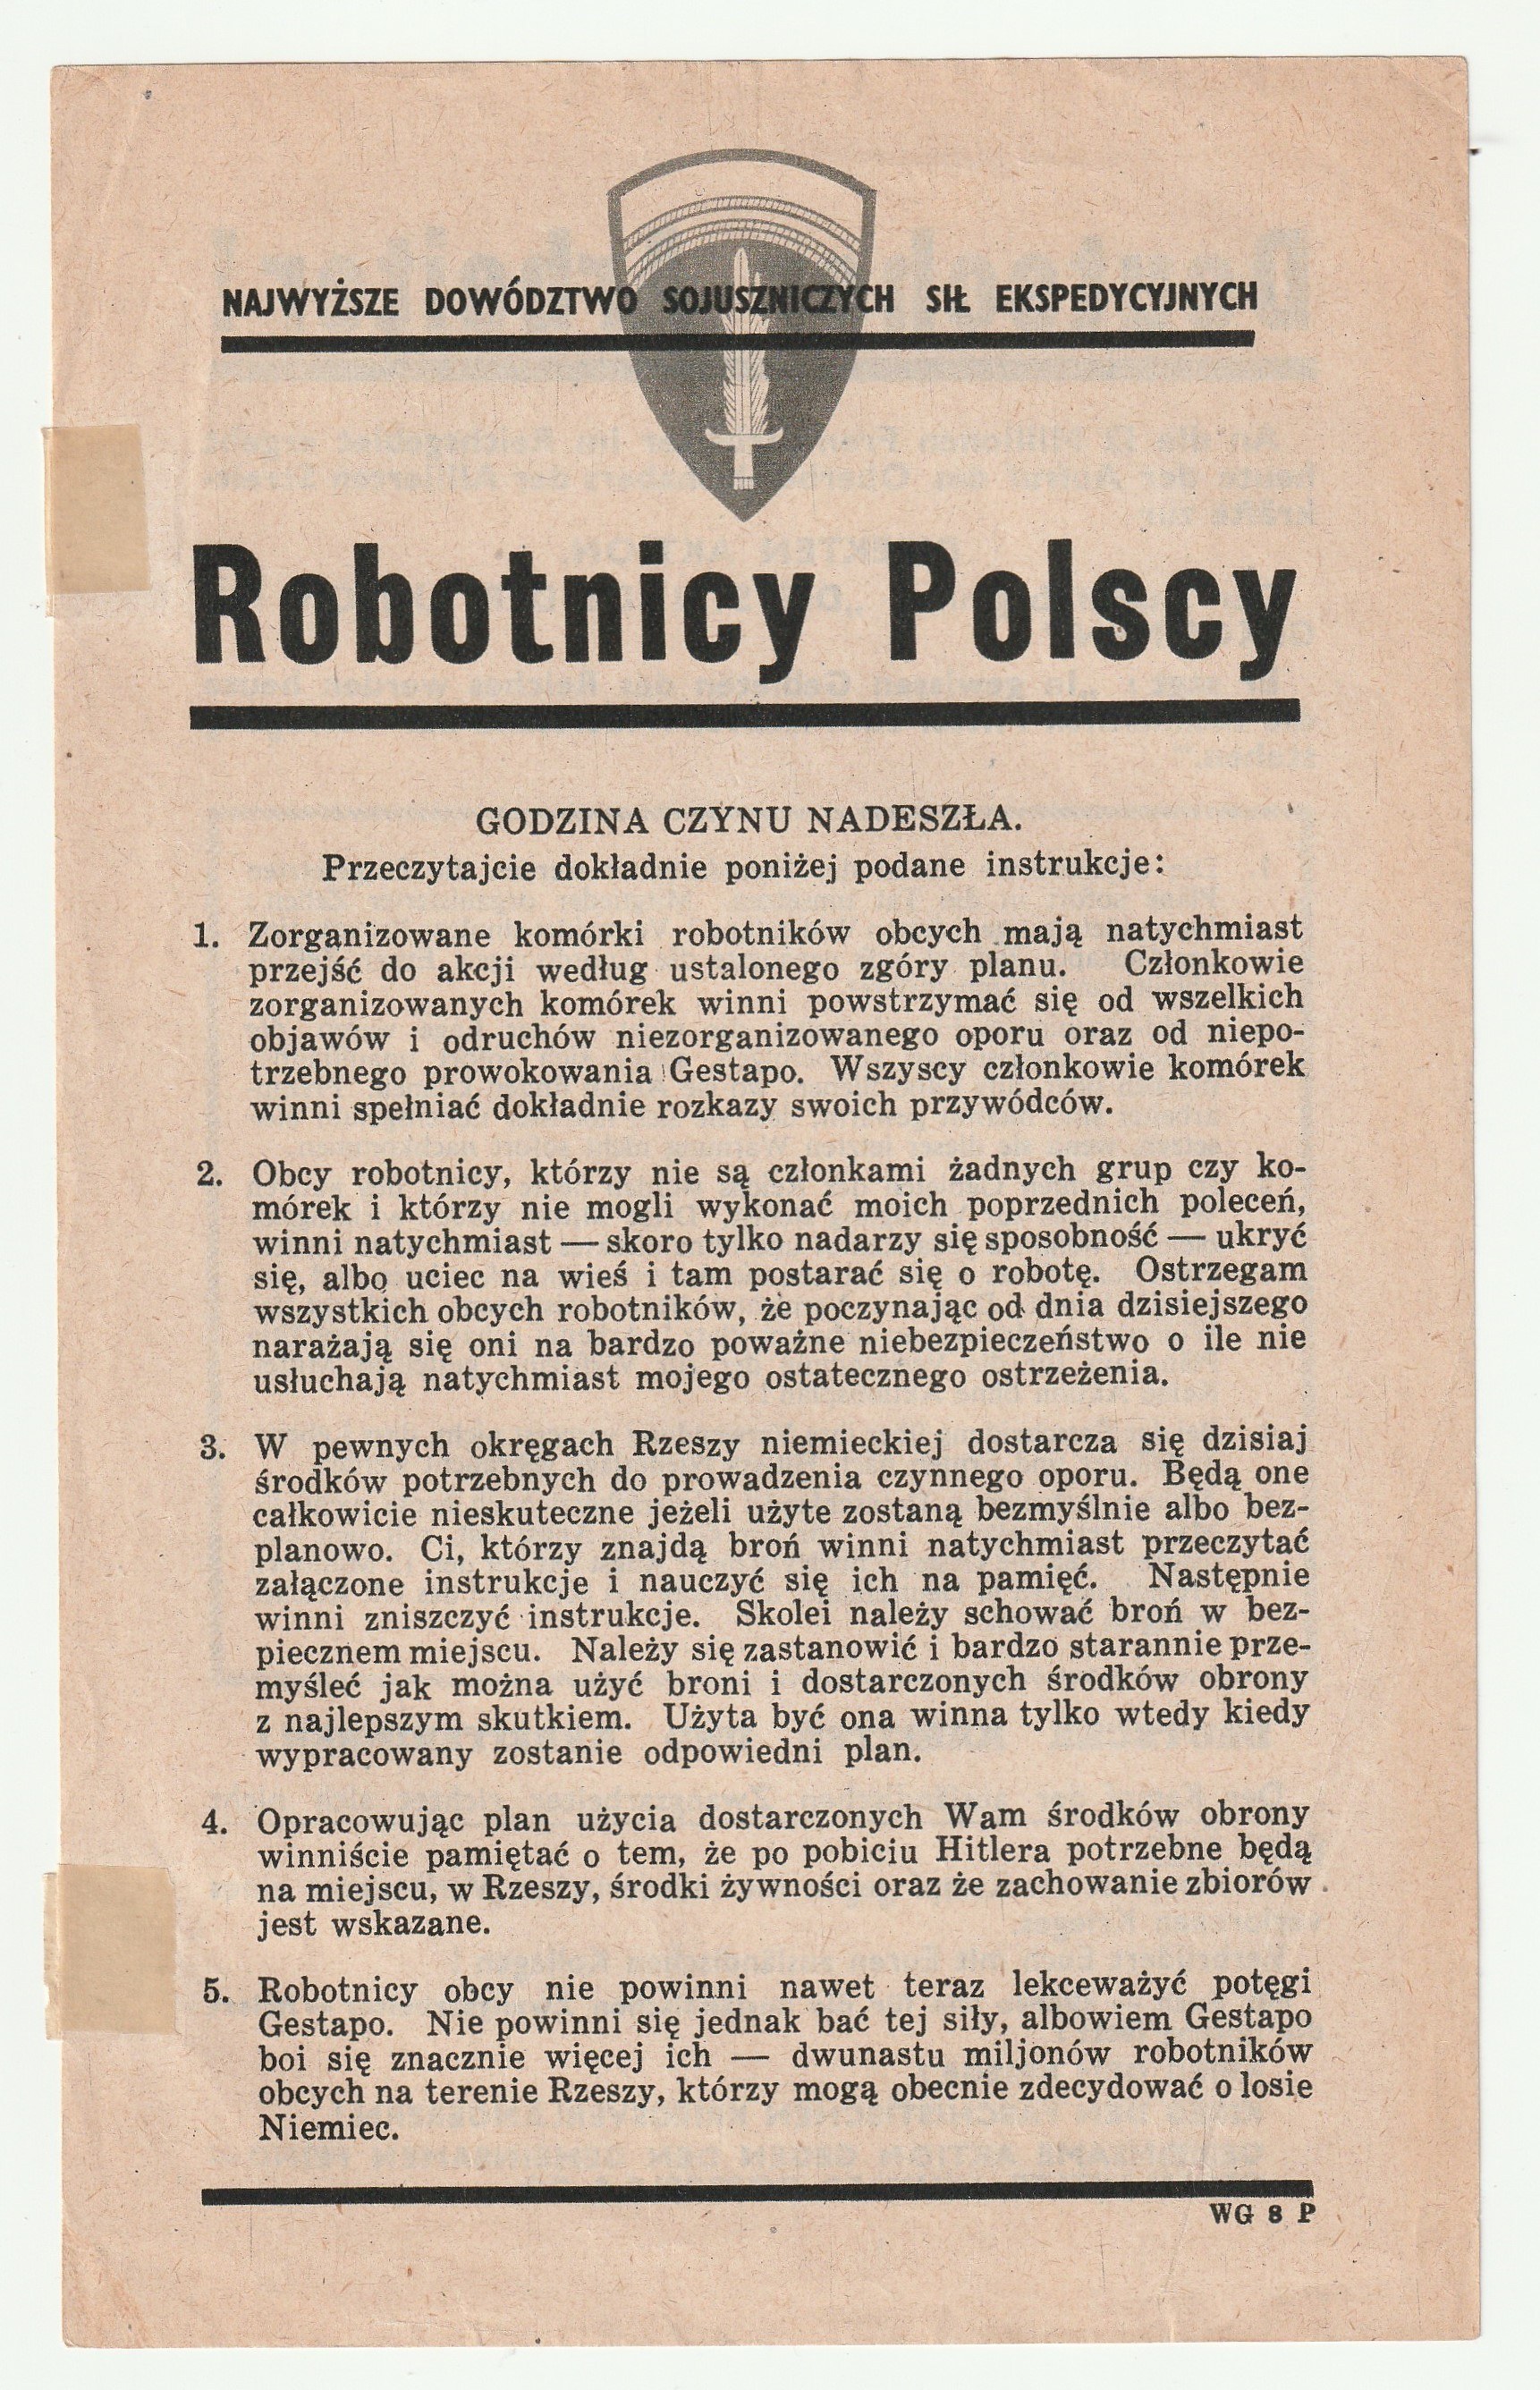 NAJWYŻSZE DOWÓDZTWO SOJUSZNICZYCH SIŁ EKSPEDYCYJNYCH
Robotnicy Polscy
GODZINA CZYNU NADESZŁA.
Przeczytajcie dokładnie poniżej podane instrukcje:
1. Zorganizowane komórki robotników obcych mają natychmiast
przejść do akcji według ustalonego zgóry planu. Członkowie
zorganizowanych komórek winni powstrzymać się od wszelkich
objawów i odruchów niezorganizowanego oporu oraz od niepo-
trzebnego prowokowania Gestapo. Wszyscy członkowie komórek
winni spełniać dokładnie rozkazy swoich przywódców.
2. Obcy robotnicy, którzy nie są członkami żadnych grup czy ko-
mórek i którzy nie mogli wykonać moich poprzednich poleceń,
winni natychmiast — skoro tylko nadarzy się sposobność — ukryć
się, albo uciec na wieś i tam postarać się o robotę. Ostrzegam
wszystkich obcych robotników, że poczynając od dnia dzisiejszego
narażają się oni na bardzo poważne niebezpieczeństwo o ile nie
usłuchają natychmiast mojego ostatecznego ostrzeżenia.
3. W pewnych okręgach Rzeszy niemieckiej dostarcza się dzisiaj
środków potrzebnych do prowadzenia czynnego oporu. Będą one
całkowicie nieskuteczne jeżeli użyte zostaną bezmyślnie albo bez-
planowo. Ci, którzy znajdą broń winni natychmiast przeczytać
załączone instrukcje i nauczyć się ich na pamięć. Następnie
winni zniszczyć instrukcje. Skolei należy schować broń w bez-
piecznem miejscu. Należy się zastanowić i bardzo starannie prze-
myśleć jak można użyć broni i dostarczonych środków obrony
z najlepszym skutkiem. Użyta być ona winna tylko wtedy kiedy
wypracowany zostanie odpowiedni plan.
4. Opracowując plan użycia dostarczonych Wam środków obrony
winniście pamiętać o tem, że po pobiciu Hitlera potrzebne będą
na miejscu, w Rzeszy, środki żywności oraz że zachowanie zbiorów
jest wskazane.
5. Robotnicy obcy nie powinni nawet teraz lekceważyć potęgi
Gestapo. Nie powinni się jednak bać tej siły, albowiem Gestapo
boi się znacznie więcej ich — dwunastu miljonów robotników
obcych na terenie Rzeszy, którzy mogą obecnie zdecydować o losie
Niemiec.
WG 8 P